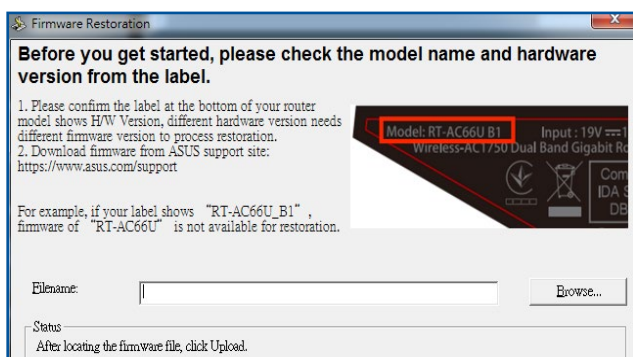 Firmware Restoration
Before you get started, please check the model name and hardware
version from the label.
1. Please confirm the label at the bottom of your router
model shows H/W Version, different hardware version needs
different firmware version to process restoration.
2. Download firmware from ASUS support site:
https://www.asus.com/support
For example, if your label shows “RT-AC66U_B1”,
firmware of “RT-AC66U” is not available for restoration.
Model: RT-AC66U B1 Input : 19V
Wireless-AC1750 Dual Band Gigabit
Com
IDA
DB
Filename:
Browse...
Status
After locating the firmware file, click Upload.